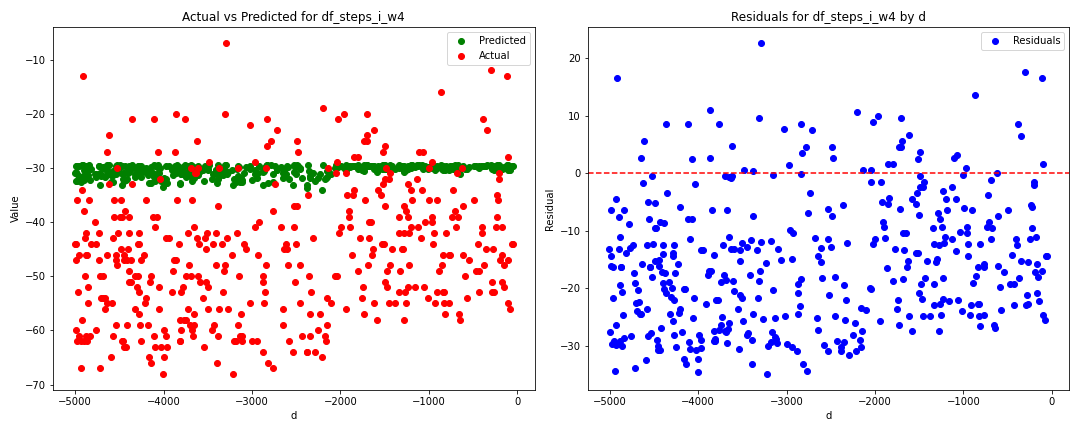 Actual vs Predicted for df_steps_i_w4
Predicted
Actual
Value
−10
−20
−30
−40
−50
−60
−70
−5000
−4000
−3000
−2000
−1000
0
d
Residuals for df_steps_i_w4 by d
Residuals
Residual
20
10
0
−10
−20
−30
−5000
−4000
−3000
−2000
−1000
0
d